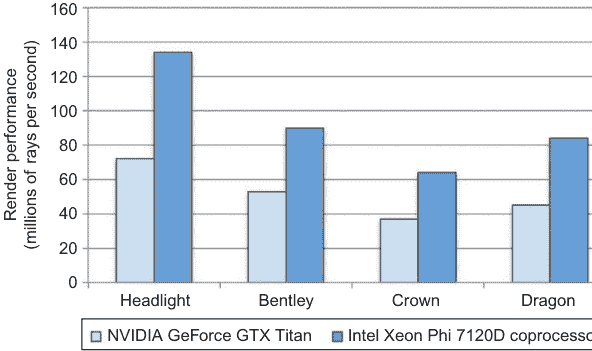 Render performance
(millions of rays per second)
160
140
120
100
80
60
40
20
0
Headlight Bentley Crown Dragon
NVIDIA GeForce GTX Titan Intel Xeon Phi 7120D coprocesso